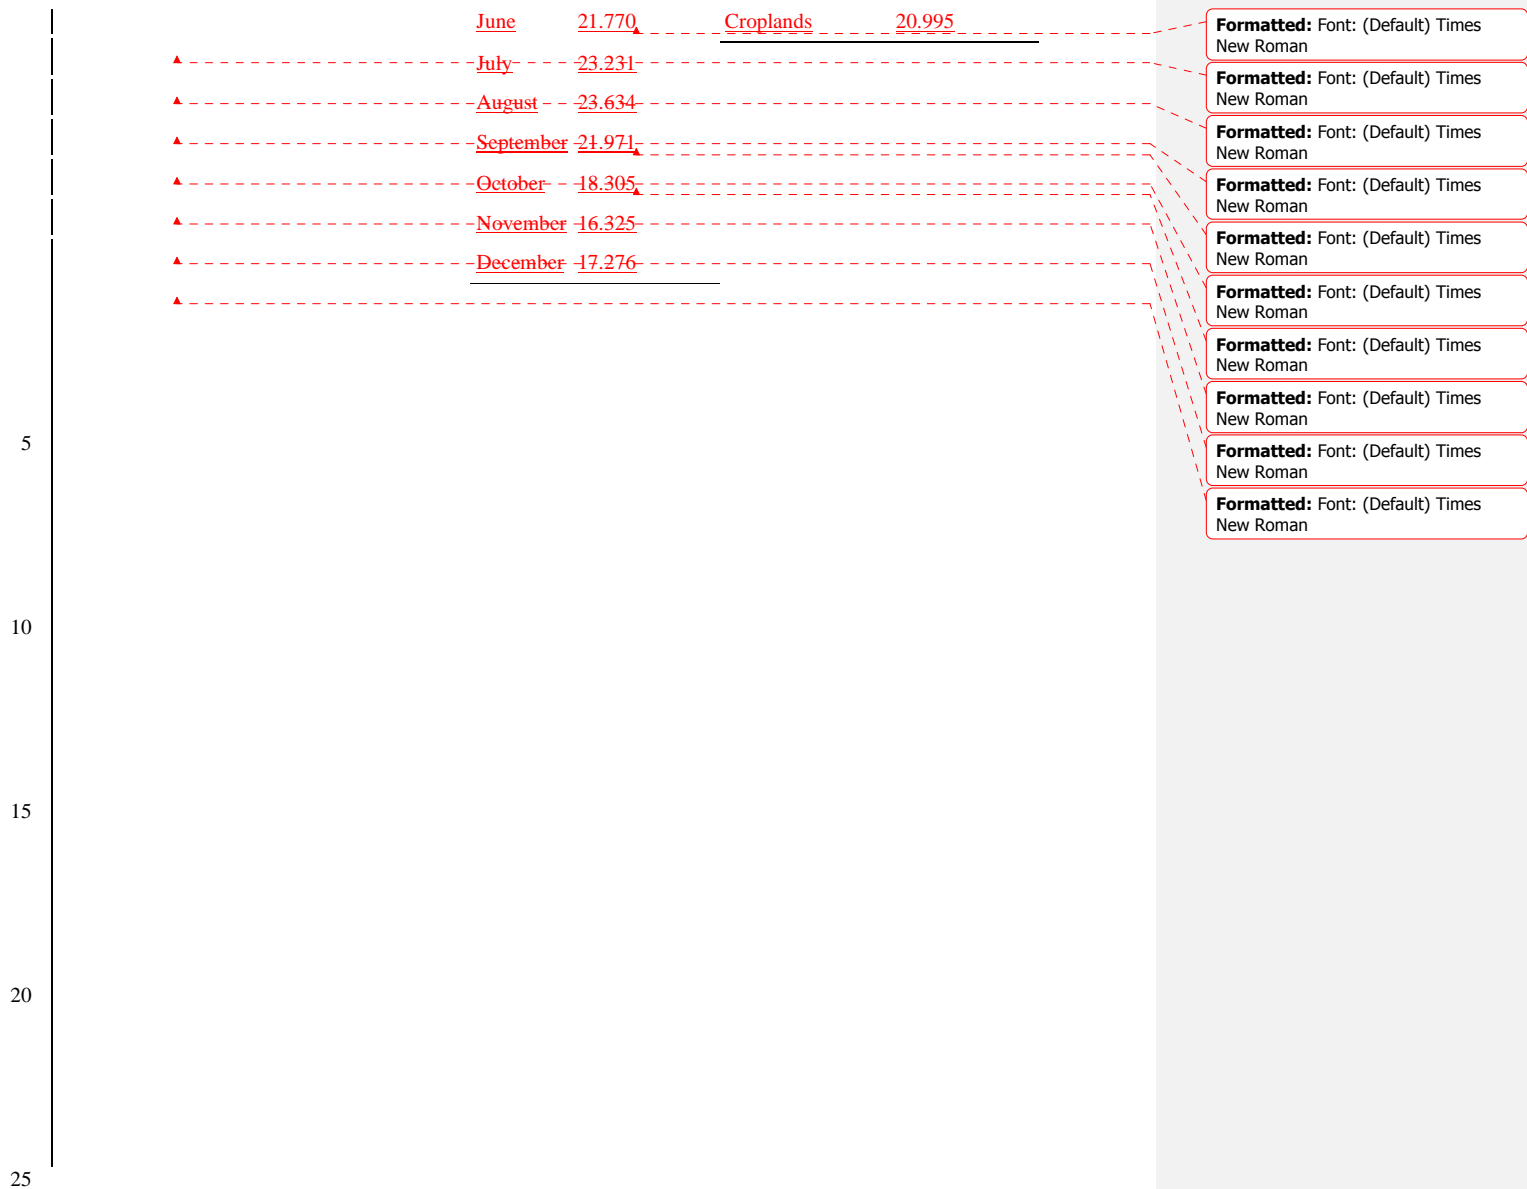 June 21.770 Croplands 20.995
July 23.231
August 23.634
September 21.971
October 18.305
November 16.325
December 17.276
5
10
15
20
25
Formatted: Font: (Default) Times
New Roman
Formatted: Font: (Default) Times
New Roman
Formatted: Font: (Default) Times
New Roman
Formatted: Font: (Default) Times
New Roman
Formatted: Font: (Default) Times
New Roman
Formatted: Font: (Default) Times
New Roman
Formatted: Font: (Default) Times
New Roman
Formatted: Font: (Default) Times
New Roman
Formatted: Font: (Default) Times
New Roman
Formatted: Font: (Default) Times
New Roman